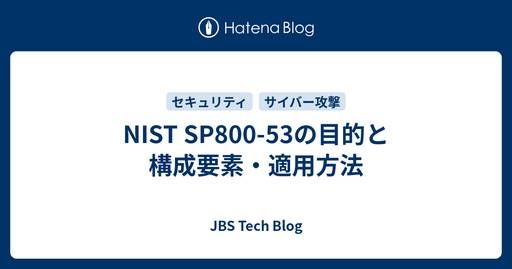 Hatena Blog
セキュリティ サイバー攻撃
NIST SP800-53の目的と
構成要素・適用方法
JBS Tech Blog